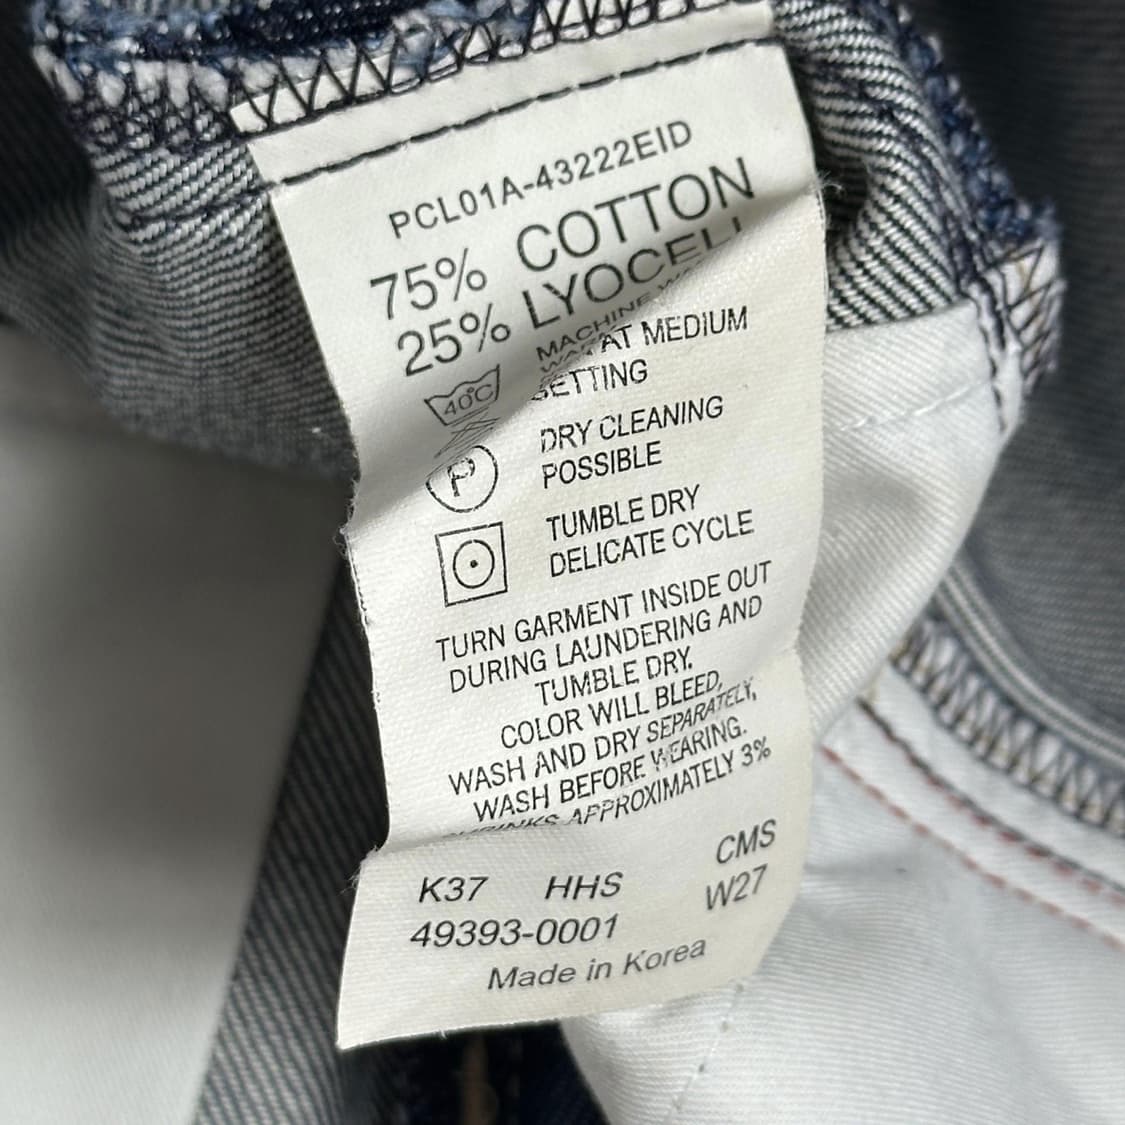 PCL01A-43222EID
75% COTTON
25% LYOCELL
MACHINE
AT MEDIUM
SETTING
40°C
DRY CLEANING
POSSIBLE
P
TUMBLE DRY
DELICATE CYCLE
TURN GARMENT INSIDE OUT
DURING LAUNDERING AND
TUMBLE DRY.
COLOR WILL BLEED,
WASH AND DRY SEPARATELY,
WASH BEFORE WEARING.
SHRINKS APPROXIMATELY 3%
K37 HHS CMS
49393-0001 W27
Made in Korea